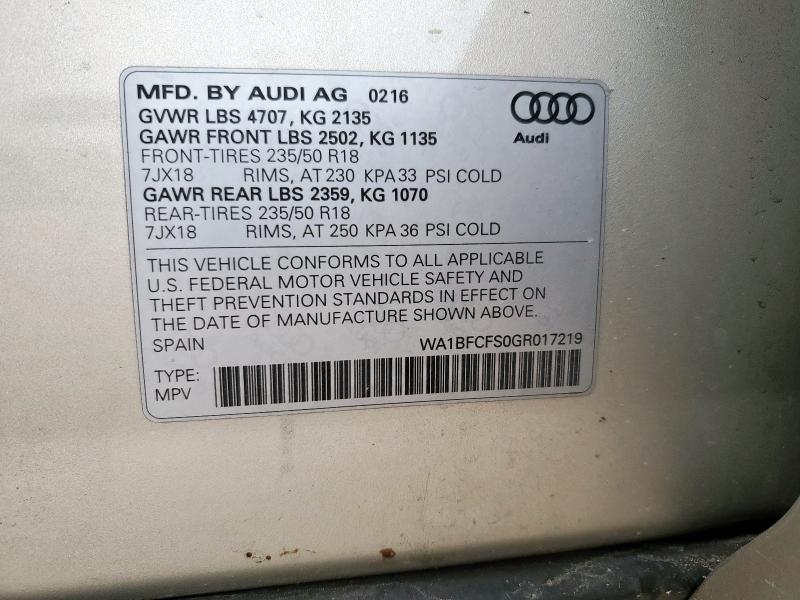 MFD. BY AUDI AG 0216
GVWR LBS 4707, KG 2135
GAWR FRONT LBS 2502, KG 1135
FRONT-TIRES 235/50 R18
7JX18 RIMS, AT 230 KPA 33 PSI COLD
GAWR REAR LBS 2359, KG 1070
REAR-TIRES 235/50 R18
7JX18 RIMS, AT 250 KPA 36 PSI COLD
Audi
THIS VEHICLE CONFORMS TO ALL APPLICABLE
U.S. FEDERAL MOTOR VEHICLE SAFETY AND
THEFT PREVENTION STANDARDS IN EFFECT ON
THE DATE OF MANUFACTURE SHOWN ABOVE.
SPAIN WA1BFCFS0GR017219
TYPE:
MPV